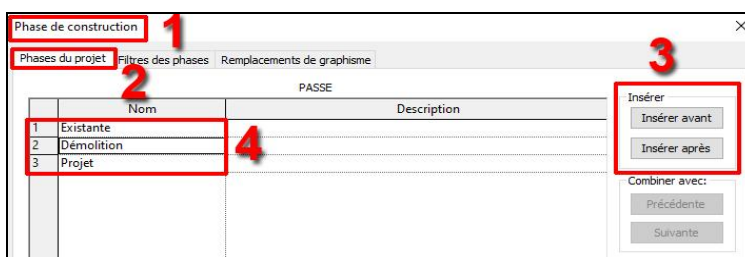 Phase de construction
1
Phases du projet Filtres des phases Remplacements de graphisme
2
3
PASSE
Nom Description
1 Existante
2 Démolition
3 Projet
4
Insérer
Insérer avant
Insérer après
Combiner avec:
Précédente
Suivante